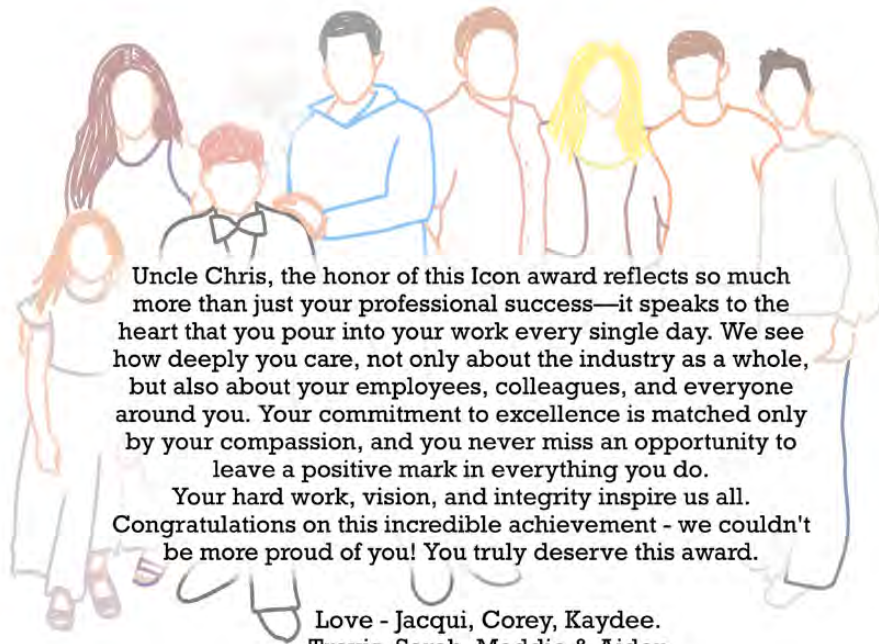 Uncle Chris, the honor of this Icon award reflects so much
more than just your professional success—it speaks to the
heart that you pour into your work every single day. We see
how deeply you care, not only about the industry as a whole,
but also about your employees, colleagues, and everyone
around you. Your commitment to excellence is matched only
by your compassion, and you never miss an opportunity to
leave a positive mark in everything you do.
Your hard work, vision, and integrity inspire us all.
Congratulations on this incredible achievement - we couldn't
be more proud of you! You truly deserve this award.
Love - Jacqui, Corey, Kaydee.
Sarah, Maddie &